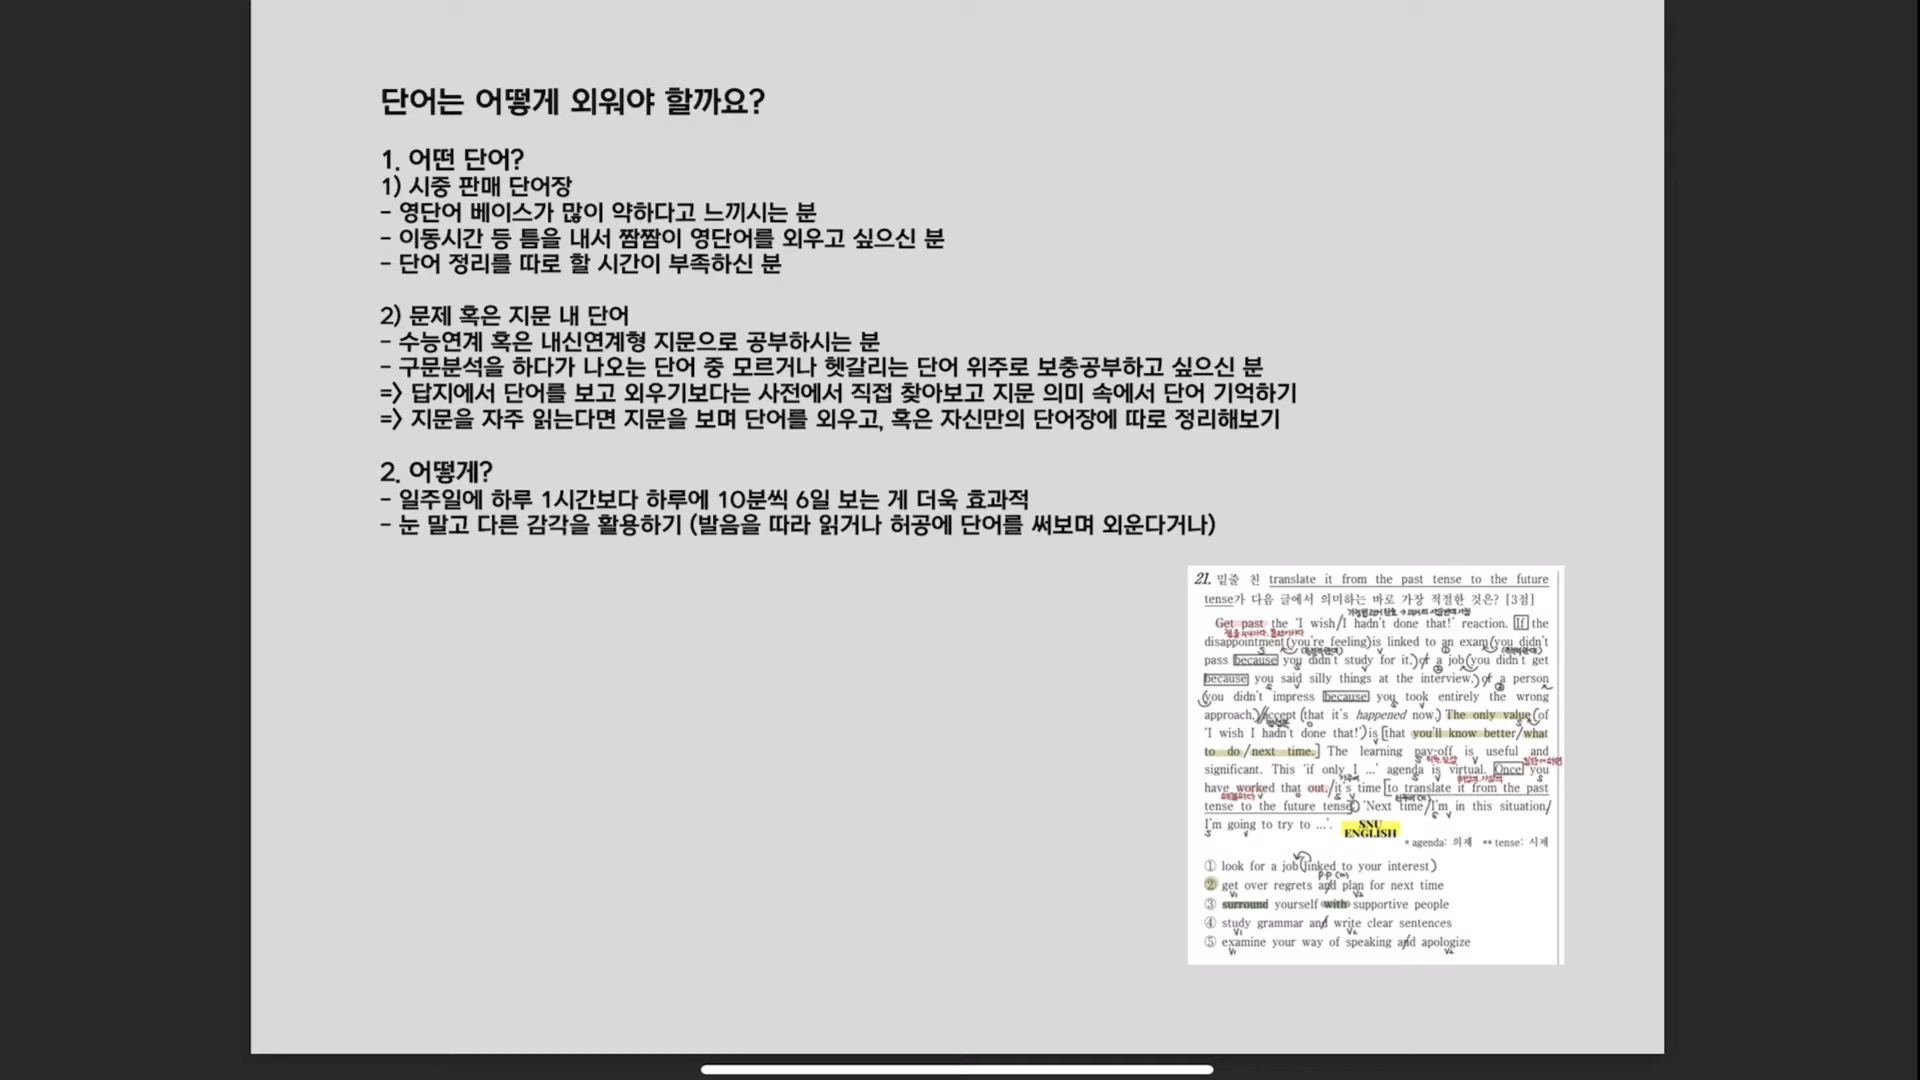 단어는 어떻게 외워야 할까요?
1. 어떤 단어?
1) 시중 판매 단어장
- 영단어 베이스가 많이 약하다고 느끼시는 분
- 이동시간 등 틈을 내서 짬짬이 영단어를 외우고 싶으신 분
- 단어 정리를 따로 할 시간이 부족하신 분
2) 문제 혹은 지문 내 단어
- 수능연계 혹은 내신연계형 지문으로 공부하시는 분
- 구문분석을 하다가 나오는 단어 중 모르거나 헷갈리는 단어 위주로 보충공부하고 싶으신 분
=> 답지에서 단어를 보고 외우기보다는 사전에서 직접 찾아보고 지문 의미 속에서 단어 기억하기
=> 지문을 자주 읽는다면 지문을 보며 단어를 외우고, 혹은 자신만의 단어장에 따로 정리해보기
2. 어떻게?
- 일주일에 하루 1시간보다 하루에 10분씩 6일 보는 게 더욱 효과적
- 눈 말고 다른 감각을 활용하기 (발음을 따라 읽거나 허공에 단어를 써보며 외운다거나)
21. 밑줄 친 translate it from the past tense to the future
tense가 다음 글에서 의미하는 바로 가장 적절한 것은? [3점]
Get past the 'I wish I hadn't done that!' reaction. If the
disappointment you're feeling is linked to an exam you didn't
pass because you didn't study for it, or a job you didn't get
because you said silly things at the interview, or a person
you didn't impress because you took entirely the wrong
approach, accept that it's happened now. The only value of
'I wish I hadn't done that!' is that you'll know better what
to do next time. The learning pay-off is useful and
significant. This 'if only I ...' agenda is virtual. Once you
have worked that out, it's time to translate it from the past
tense to the future tense: 'Next time I'm in this situation,
I'm going to try to ...'.
SNU
ENGLISH
* agenda: 의제 ** tense: 시제
① look for a job linked to your interest
② get over regrets and plan for next time
③ surround yourself with supportive people
④ study grammar and write clear sentences
⑤ examine your way of speaking and apologize